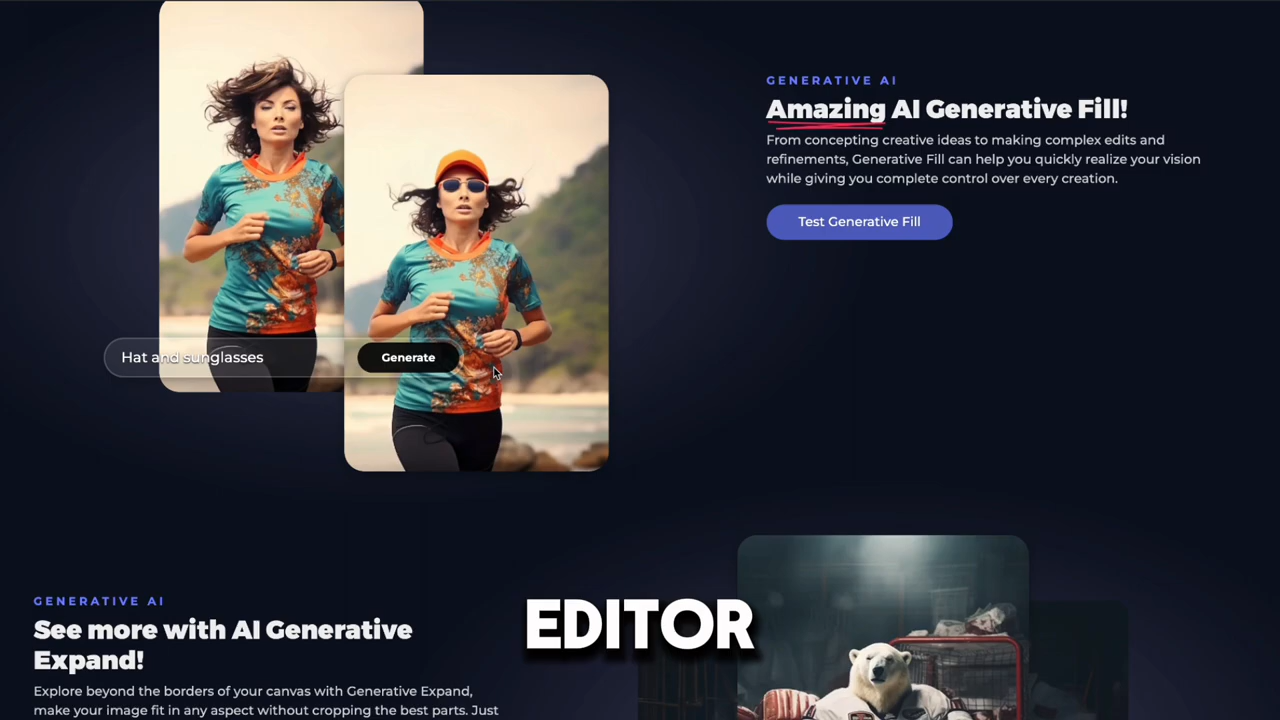 GENERATIVE AI
Amazing AI Generative Fill!
From concepting creative ideas to making complex edits and
refinements, Generative Fill can help you quickly realize your vision
while giving you complete control over every creation.
Test Generative Fill
Hat and sunglasses
Generate
GENERATIVE AI
See more with AI Generative
Expand!
Explore beyond the borders of your canvas with Generative Expand,
make your image fit in any aspect without cropping the best parts. Just
EDITOR